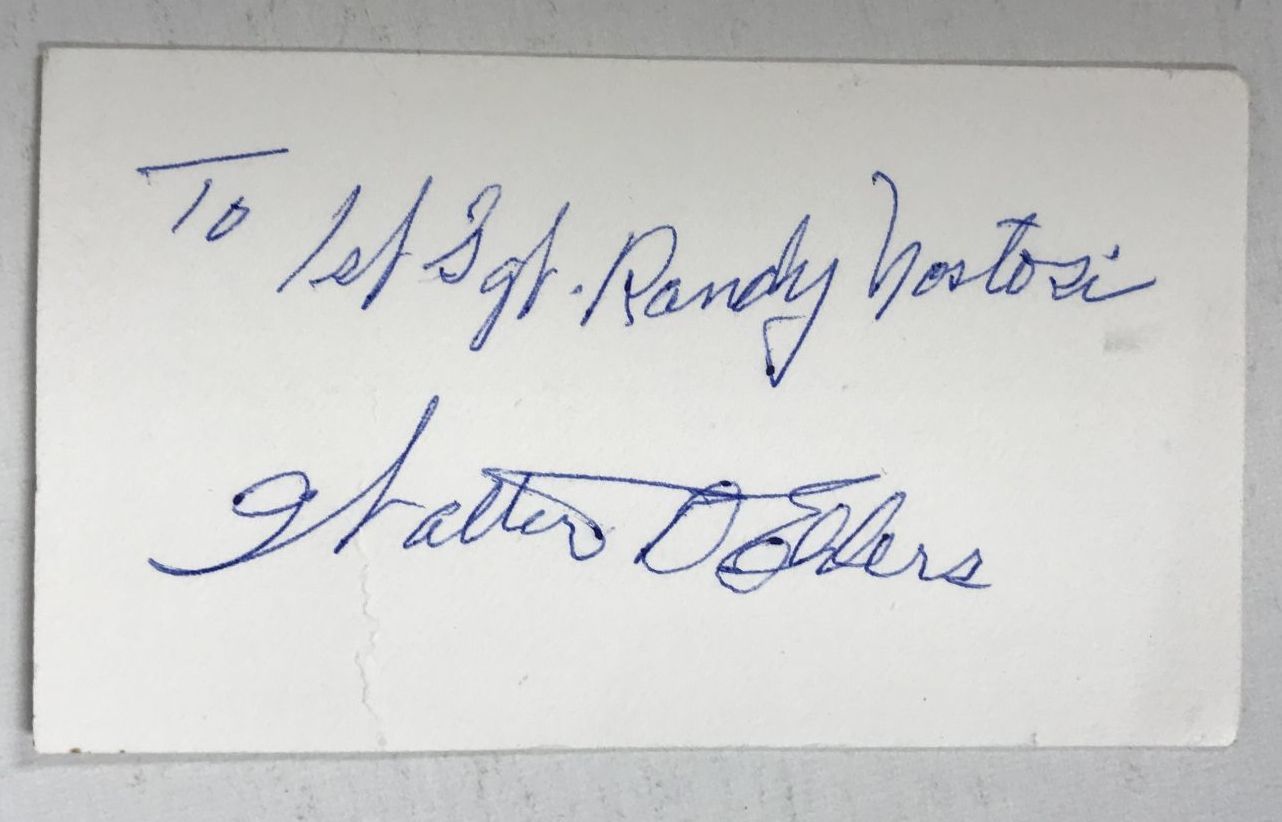 To 1st Sgt. Randy Nostosi
Walter D Ehlers